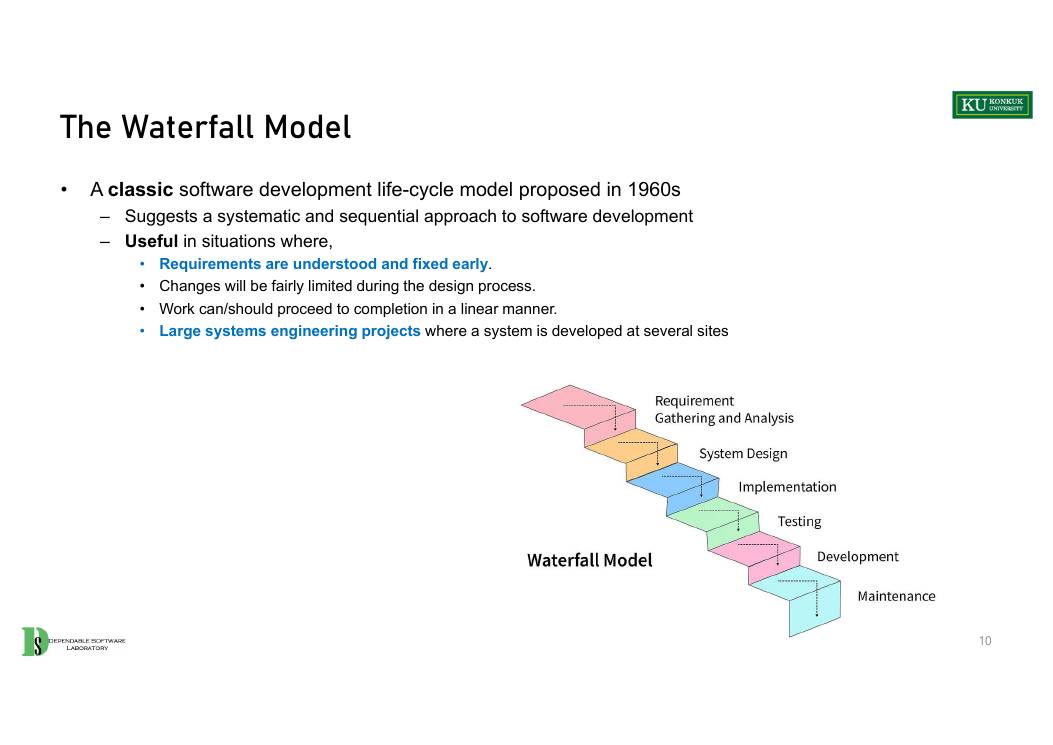 KU KONKUK UNIVERSITY
The Waterfall Model
• A classic software development life-cycle model proposed in 1960s
– Suggests a systematic and sequential approach to software development
– Useful in situations where,
• Requirements are understood and fixed early.
• Changes will be fairly limited during the design process.
• Work can/should proceed to completion in a linear manner.
• Large systems engineering projects where a system is developed at several sites
Requirement
Gathering and Analysis
System Design
Implementation
Testing
Development
Maintenance
Waterfall Model
DS DEPENDABLE SOFTWARE
LABORATORY
10